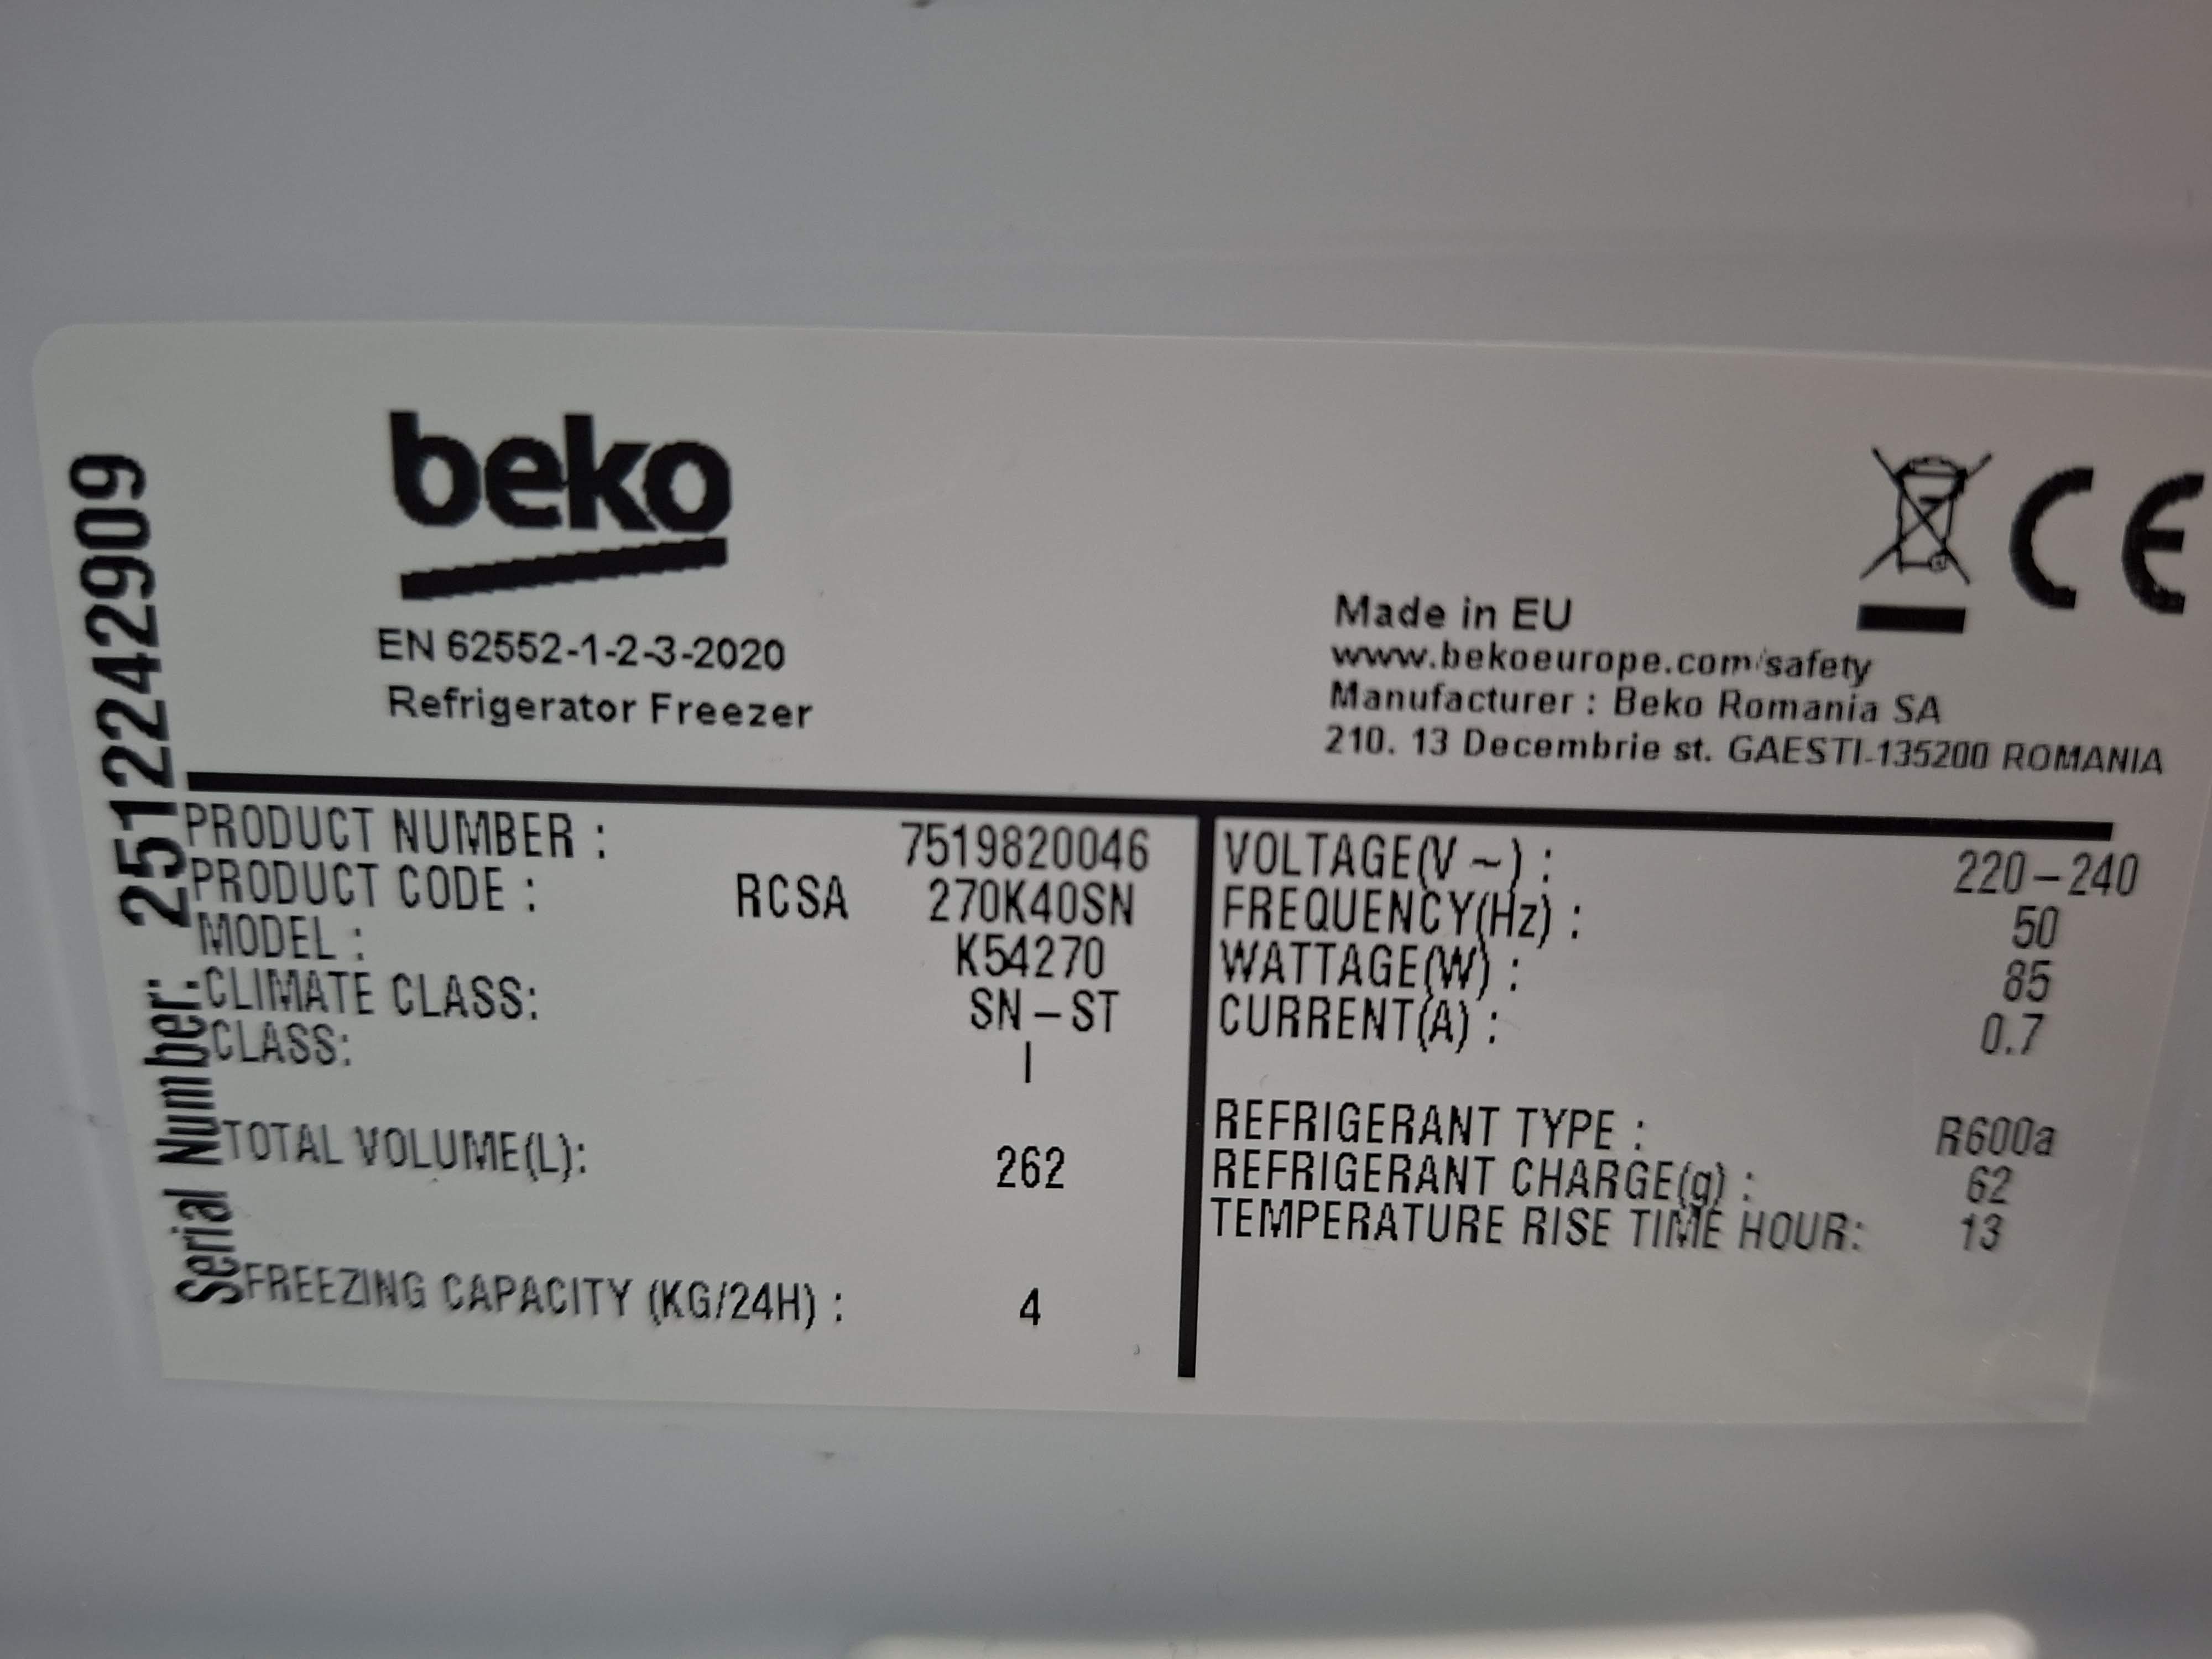 beko
EN 62552-1-2-3-2020
Refrigerator Freezer
CE
Made in EU
www.bekoeurope.com/safety
Manufacturer : Beko Romania SA
210. 13 Decembrie st. GAESTI-135200 ROMANIA
Serial Number: 2512242909
PRODUCT NUMBER : 7519820046
PRODUCT CODE : RCSA 270K40SN
MODEL : K54270
CLIMATE CLASS: SN-ST
CLASS: I
TOTAL VOLUME(L): 262
FREEZING CAPACITY (KG/24H) : 4
VOLTAGE(V ~) : 220-240
FREQUENCY(Hz) : 50
WATTAGE(W) : 85
CURRENT(A) : 0.7
REFRIGERANT TYPE : R600a
REFRIGERANT CHARGE(g) : 62
TEMPERATURE RISE TIME HOUR: 13